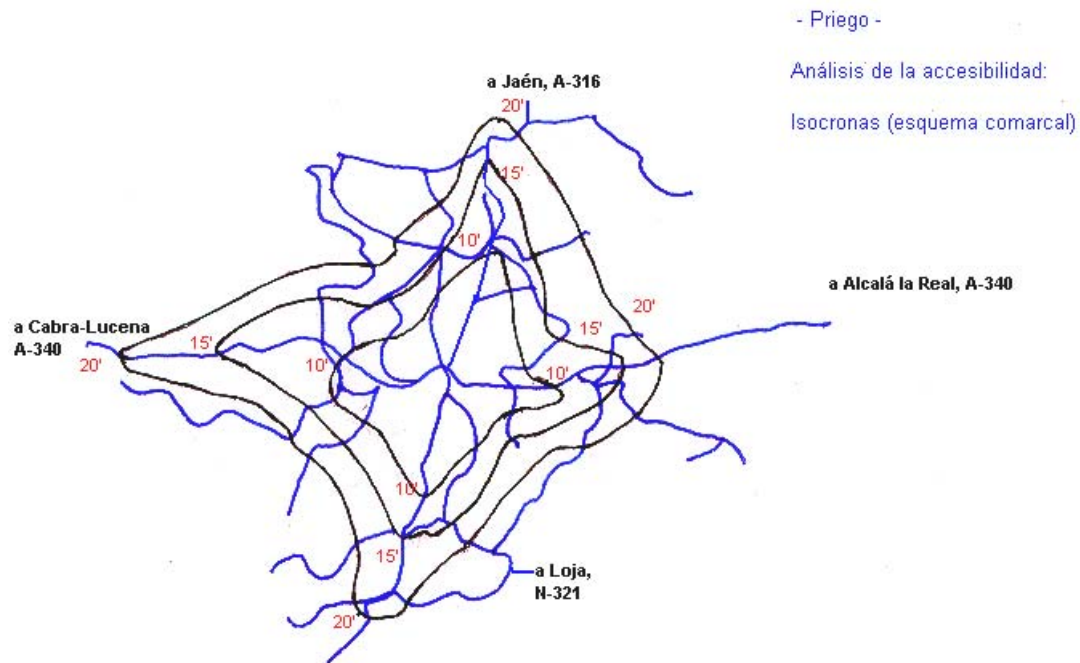 - Priego -
Análisis de la accesibilidad:
Isocronas (esquema comarcal)
a Jaén, A-316
20'
15'
10'
a Alcalá la Real, A-340
20'
15'
a Cabra-Lucena
A-340
20'
15'
10'
10'
10'
15'
a Loja,
N-321
20'